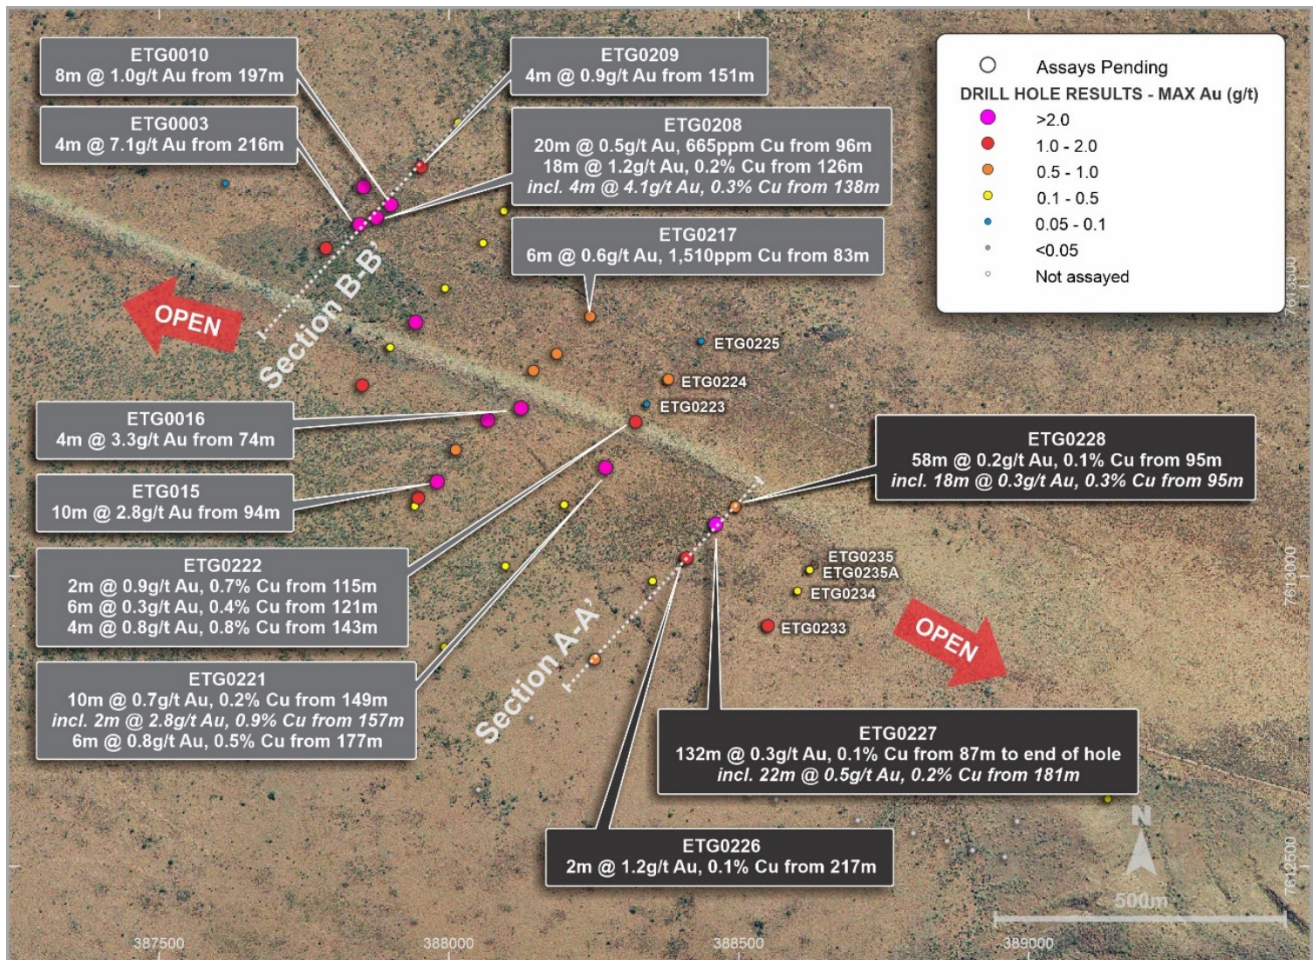 ETG0010
8m @ 1.0g/t Au from 197m
ETG0209
4m @ 0.9g/t Au from 151m
Assays Pending
DRILL HOLE RESULTS - MAX Au (g/t)
>2.0
1.0 - 2.0
0.5 - 1.0
0.1 - 0.5
0.05 - 0.1
<0.05
Not assayed
ETG0003
4m @ 7.1g/t Au from 216m
ETG0208
20m @ 0.5g/t Au, 665ppm Cu from 96m
18m @ 1.2g/t Au, 0.2% Cu from 126m
incl. 4m @ 4.1g/t Au, 0.3% Cu from 138m
ETG0217
6m @ 0.6g/t Au, 1,510ppm Cu from 83m
7613500
OPEN
Section B-B'
ETG0225
ETG0224
ETG0223
ETG0016
4m @ 3.3g/t Au from 74m
ETG0228
58m @ 0.2g/t Au, 0.1% Cu from 95m
incl. 18m @ 0.3g/t Au, 0.3% Cu from 95m
ETG015
10m @ 2.8g/t Au from 94m
ETG0222
2m @ 0.9g/t Au, 0.7% Cu from 115m
6m @ 0.3g/t Au, 0.4% Cu from 121m
4m @ 0.8g/t Au, 0.8% Cu from 143m
ETG0235
ETG0235A
ETG0234
ETG0233
7613000
OPEN
Section A-A'
ETG0221
10m @ 0.7g/t Au, 0.2% Cu from 149m
incl. 2m @ 2.8g/t Au, 0.9% Cu from 157m
6m @ 0.8g/t Au, 0.5% Cu from 177m
ETG0227
132m @ 0.3g/t Au, 0.1% Cu from 87m to end of hole
incl. 22m @ 0.5g/t Au, 0.2% Cu from 181m
ETG0226
2m @ 1.2g/t Au, 0.1% Cu from 217m
N
7612500
500m
387500
388000
388500
389000